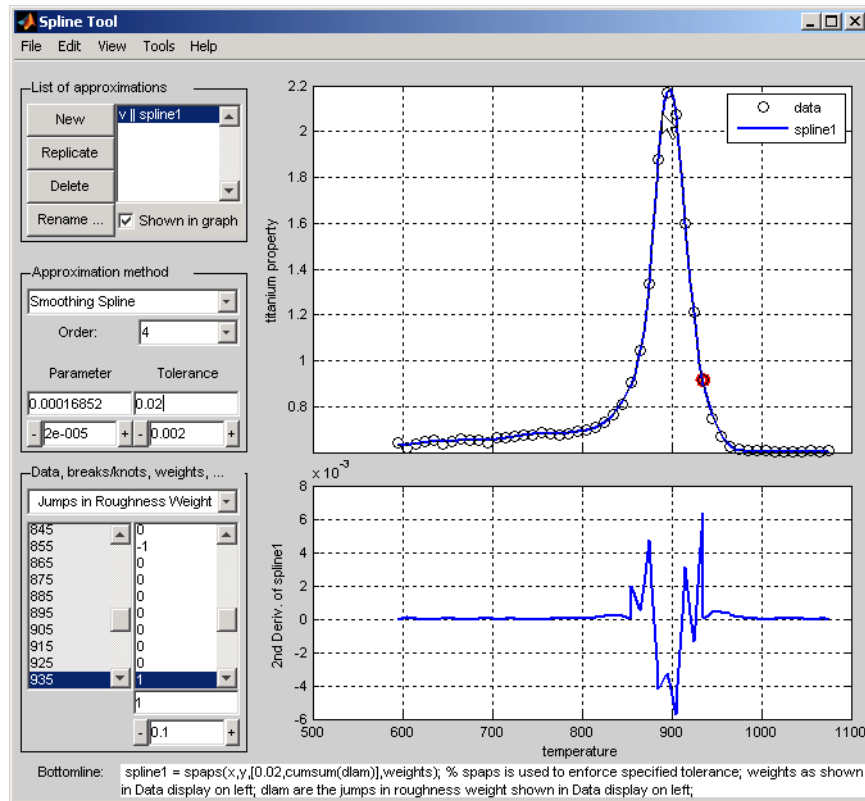 Spline Tool
File Edit View Tools Help
List of approximations
New
Replicate
Delete
Rename ...
v || spline1
Shown in graph
Approximation method
Smoothing Spline
Order: 4
Parameter Tolerance
0.00016852 0.02
- 2e-005 + - 0.002 +
Data, breaks/knots, weights, ...
Jumps in Roughness Weight
845 0
855 -1
865 0
875 0
885 0
895 0
905 0
915 0
925 0
935 1
1
- 0.1 +
2.2
2
1.8
1.6
1.4
1.2
1
0.8
titanium property
data
spline1
x 10-3
8
6
4
2
0
-2
-4
-6
2nd Deriv. of spline1
500 600 700 800 900 1000 1100
temperature
Bottomline: spline1 = spaps(x,y,[0.02,cumsum(dlam)],weights); % spaps is used to enforce specified tolerance; weights as shown
in Data display on left; dlam are the jumps in roughness weight shown in Data display on left;